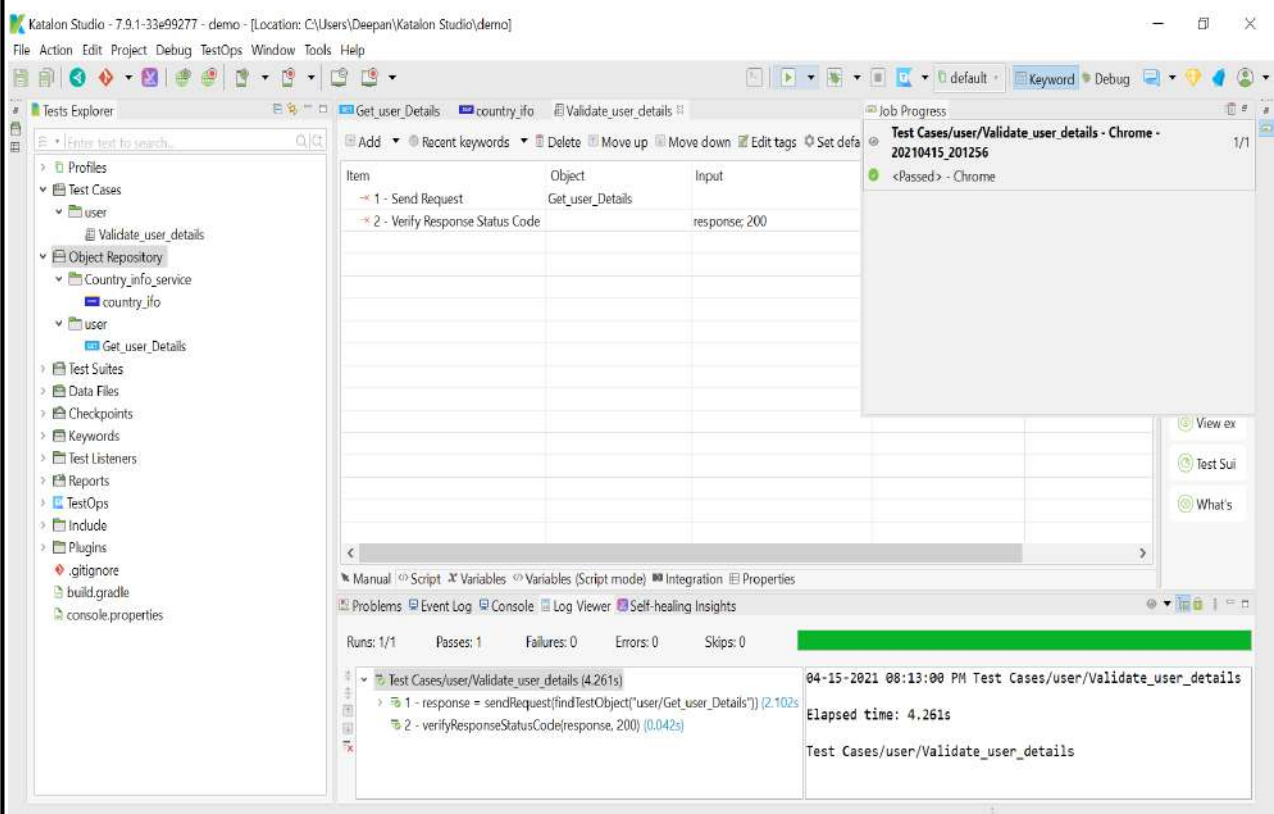 Katalon Studio - 7.9.1-33e99277 - demo - [Location: C:\Users\Deepan\Katalon Studio\demo]
File Action Edit Project Debug TestOps Window Tools Help
default Keyword Debug
Tests Explorer
Enter text to search...
Profiles
Test Cases
user
Validate_user_details
Object Repository
Country_info_service
country_ifo
user
Get_user_Details
Test Suites
Data Files
Checkpoints
Keywords
Test Listeners
Reports
TestOps
Include
Plugins
.gitignore
build.gradle
console.properties
Get_user_Details country_ifo Validate_user_details
Add Recent keywords Delete Move up Move down Edit tags Set defa
Item Object Input
1 - Send Request Get_user_Details
2 - Verify Response Status Code response; 200
Job Progress
Test Cases/user/Validate_user_details - Chrome - 1/1
20210415_201256
<Passed> - Chrome
View ex
Test Sui
What's
Manual Script Variables Variables (Script mode) Integration Properties
Problems Event Log Console Log Viewer Self-healing Insights
Runs: 1/1 Passes: 1 Failures: 0 Errors: 0 Skips: 0
Test Cases/user/Validate_user_details (4.261s)
1 - response = sendRequest(findTestObject("user/Get_user_Details")) (2.102s
2 - verifyResponseStatusCode(response, 200) (0.042s)
04-15-2021 08:13:00 PM Test Cases/user/Validate_user_details
Elapsed time: 4.261s
Test Cases/user/Validate_user_details